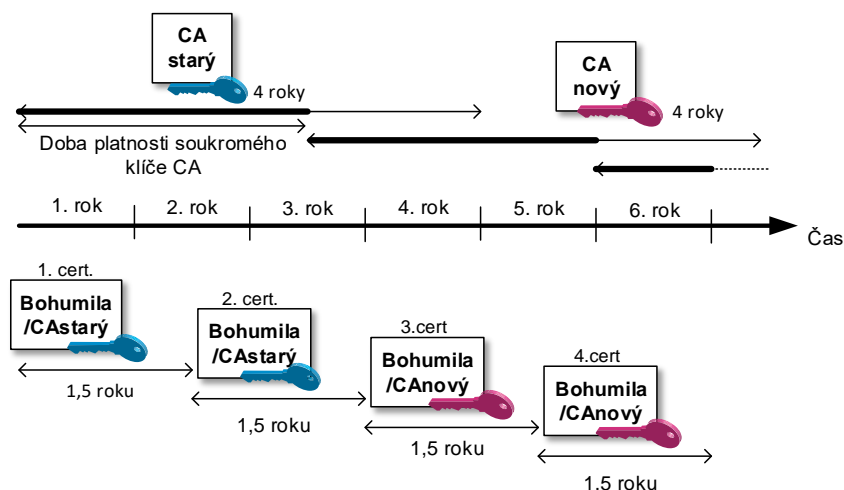 CA
starý
4 roky
CA
nový
4 roky
Doba platnosti soukromého
klíče CA
1. rok
2. rok
3. rok
4. rok
5. rok
6. rok
Čas
1. cert.
Bohumila
/CAstarý
1,5 roku
2. cert.
Bohumila
/CAstarý
1,5 roku
3.cert
Bohumila
/CAnový
1,5 roku
4.cert
Bohumila
/CAnový
1,5 roku